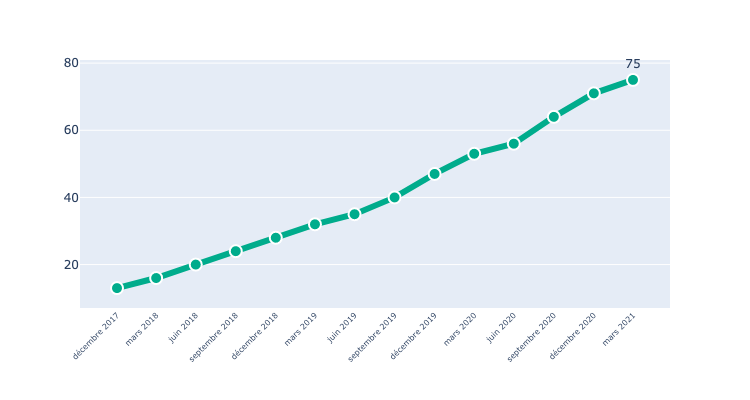 80
75
60
40
20
décembre 2017
mars 2018
juin 2018
septembre 2018
décembre 2018
mars 2019
juin 2019
septembre 2019
décembre 2019
mars 2020
juin 2020
septembre 2020
décembre 2020
mars 2021